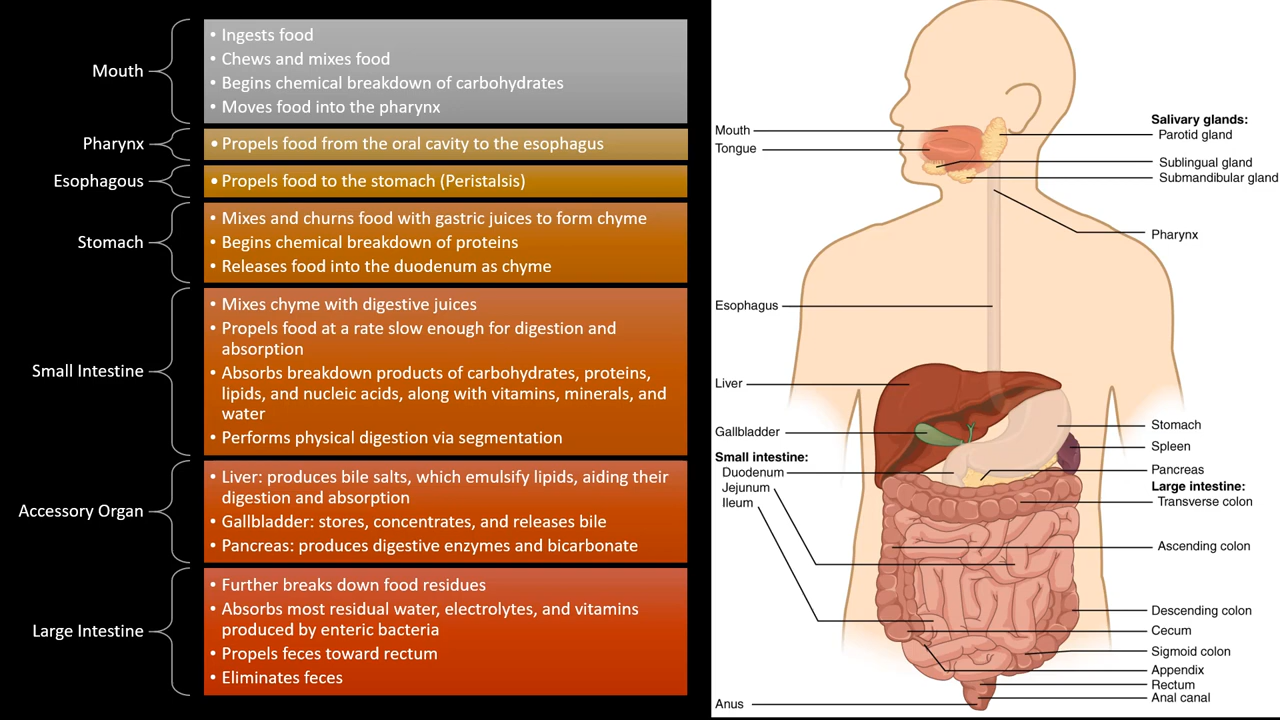 Mouth
• Ingests food
• Chews and mixes food
• Begins chemical breakdown of carbohydrates
• Moves food into the pharynx
Pharynx
• Propels food from the oral cavity to the esophagus
Esophagous
• Propels food to the stomach (Peristalsis)
Stomach
• Mixes and churns food with gastric juices to form chyme
• Begins chemical breakdown of proteins
• Releases food into the duodenum as chyme
Small Intestine
• Mixes chyme with digestive juices
• Propels food at a rate slow enough for digestion and
absorption
• Absorbs breakdown products of carbohydrates, proteins,
lipids, and nucleic acids, along with vitamins, minerals, and
water
• Performs physical digestion via segmentation
Accessory Organ
• Liver: produces bile salts, which emulsify lipids, aiding their
digestion and absorption
• Gallbladder: stores, concentrates, and releases bile
• Pancreas: produces digestive enzymes and bicarbonate
Large Intestine
• Further breaks down food residues
• Absorbs most residual water, electrolytes, and vitamins
produced by enteric bacteria
• Propels feces toward rectum
• Eliminates feces
Mouth
Tongue
Esophagus
Liver
Gallbladder
Small intestine:
Duodenum
Jejunum
Ileum
Anus
Salivary glands:
Parotid gland
Sublingual gland
Submandibular gland
Pharynx
Stomach
Spleen
Pancreas
Large intestine:
Transverse colon
Ascending colon
Descending colon
Cecum
Sigmoid colon
Appendix
Rectum
Anal canal